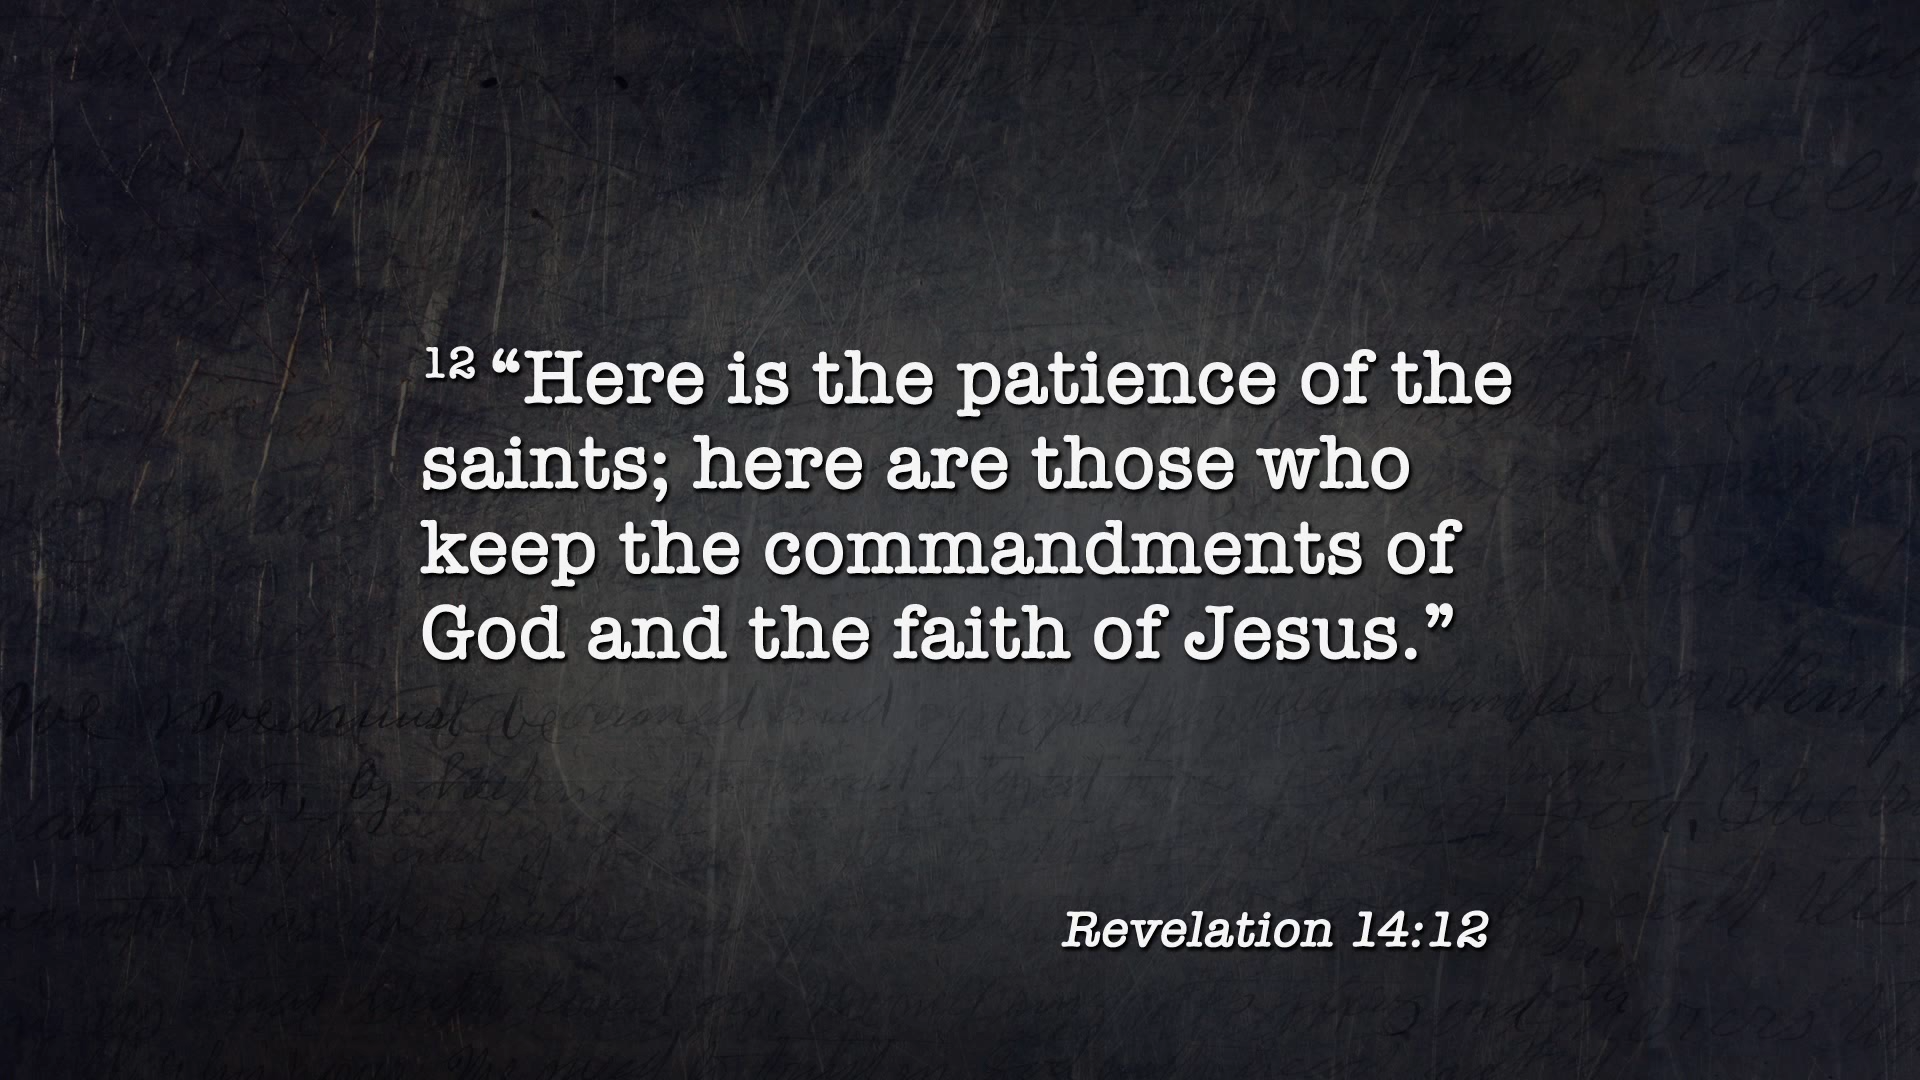 12 “Here is the patience of the
saints; here are those who
keep the commandments of
God and the faith of Jesus.”
Revelation 14:12